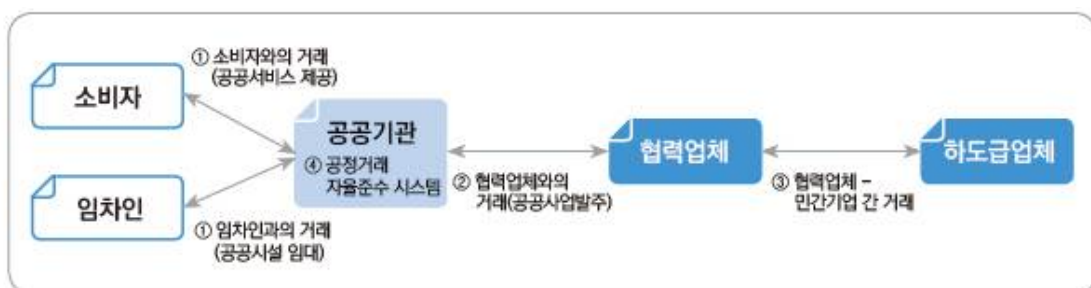 ① 소비자와의 거래
(공공서비스 제공)
소비자
공공기관
④ 공정거래
자율준수 시스템
협력업체
하도급업체
② 협력업체와의
거래(공공사업발주)
③ 협력업체 –
민간기업 간 거래
임차인
① 임차인과의 거래
(공공시설 임대)